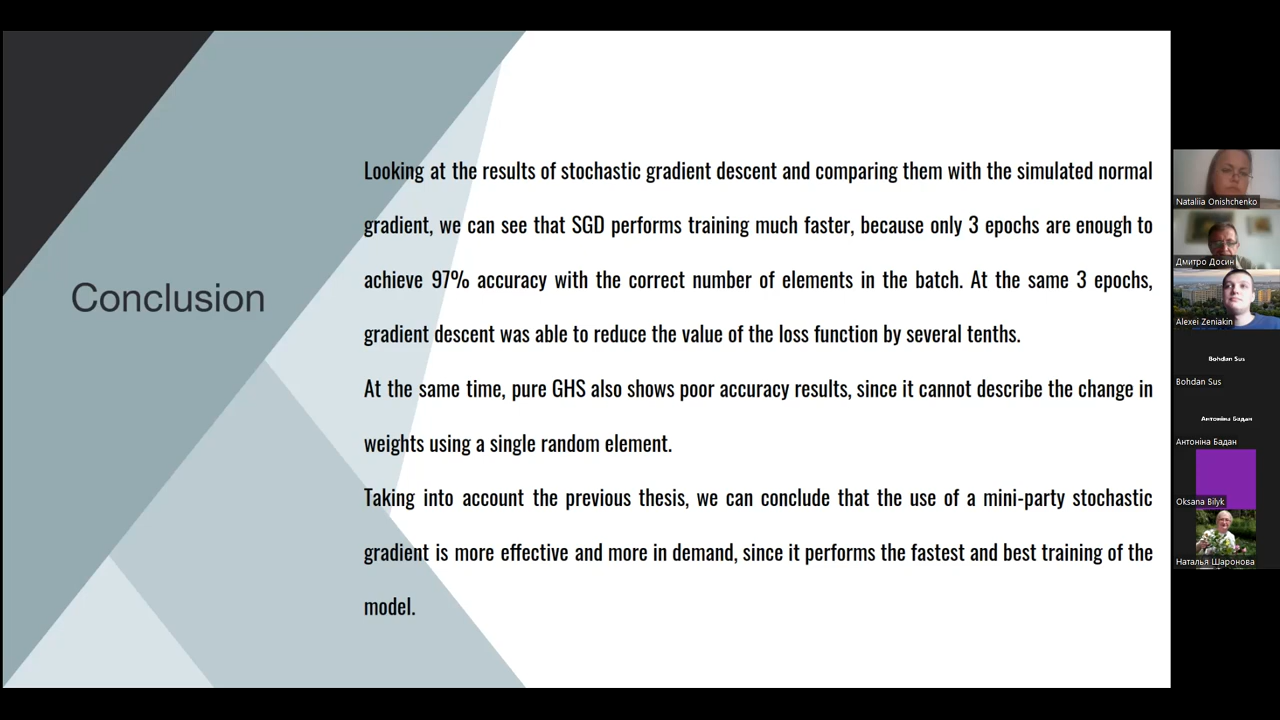 Conclusion
Looking at the results of stochastic gradient descent and comparing them with the simulated normal
gradient, we can see that SGD performs training much faster, because only 3 epochs are enough to
achieve 97% accuracy with the correct number of elements in the batch. At the same 3 epochs,
gradient descent was able to reduce the value of the loss function by several tenths.
At the same time, pure GHS also shows poor accuracy results, since it cannot describe the change in
weights using a single random element.
Taking into account the previous thesis, we can conclude that the use of a mini-party stochastic
gradient is more effective and more in demand, since it performs the fastest and best training of the
model.
Nataliia Onishchenko
Дмитро Досин
Alexei Zeniakin
Bohdan Sus
Bohdan Sus
Антоніна Бадан
Антоніна Бадан
Oksana Bilyk
Наталья Шаронова